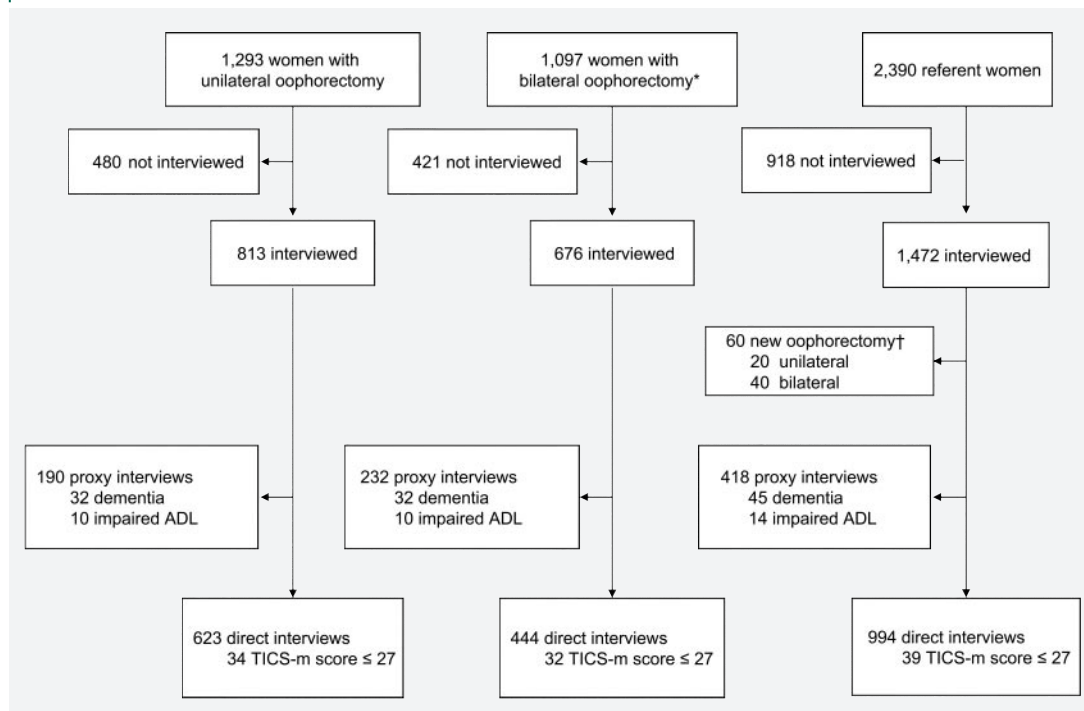 1,293 women with
unilateral oophorectomy
1,097 women with
bilateral oophorectomy*
2,390 referent women
480 not interviewed
421 not interviewed
918 not interviewed
813 interviewed
676 interviewed
1,472 interviewed
60 new oophorectomy†
20 unilateral
40 bilateral
190 proxy interviews
32 dementia
10 impaired ADL
232 proxy interviews
32 dementia
10 impaired ADL
418 proxy interviews
45 dementia
14 impaired ADL
623 direct interviews
34 TICS-m score ≤ 27
444 direct interviews
32 TICS-m score ≤ 27
994 direct interviews
39 TICS-m score ≤ 27